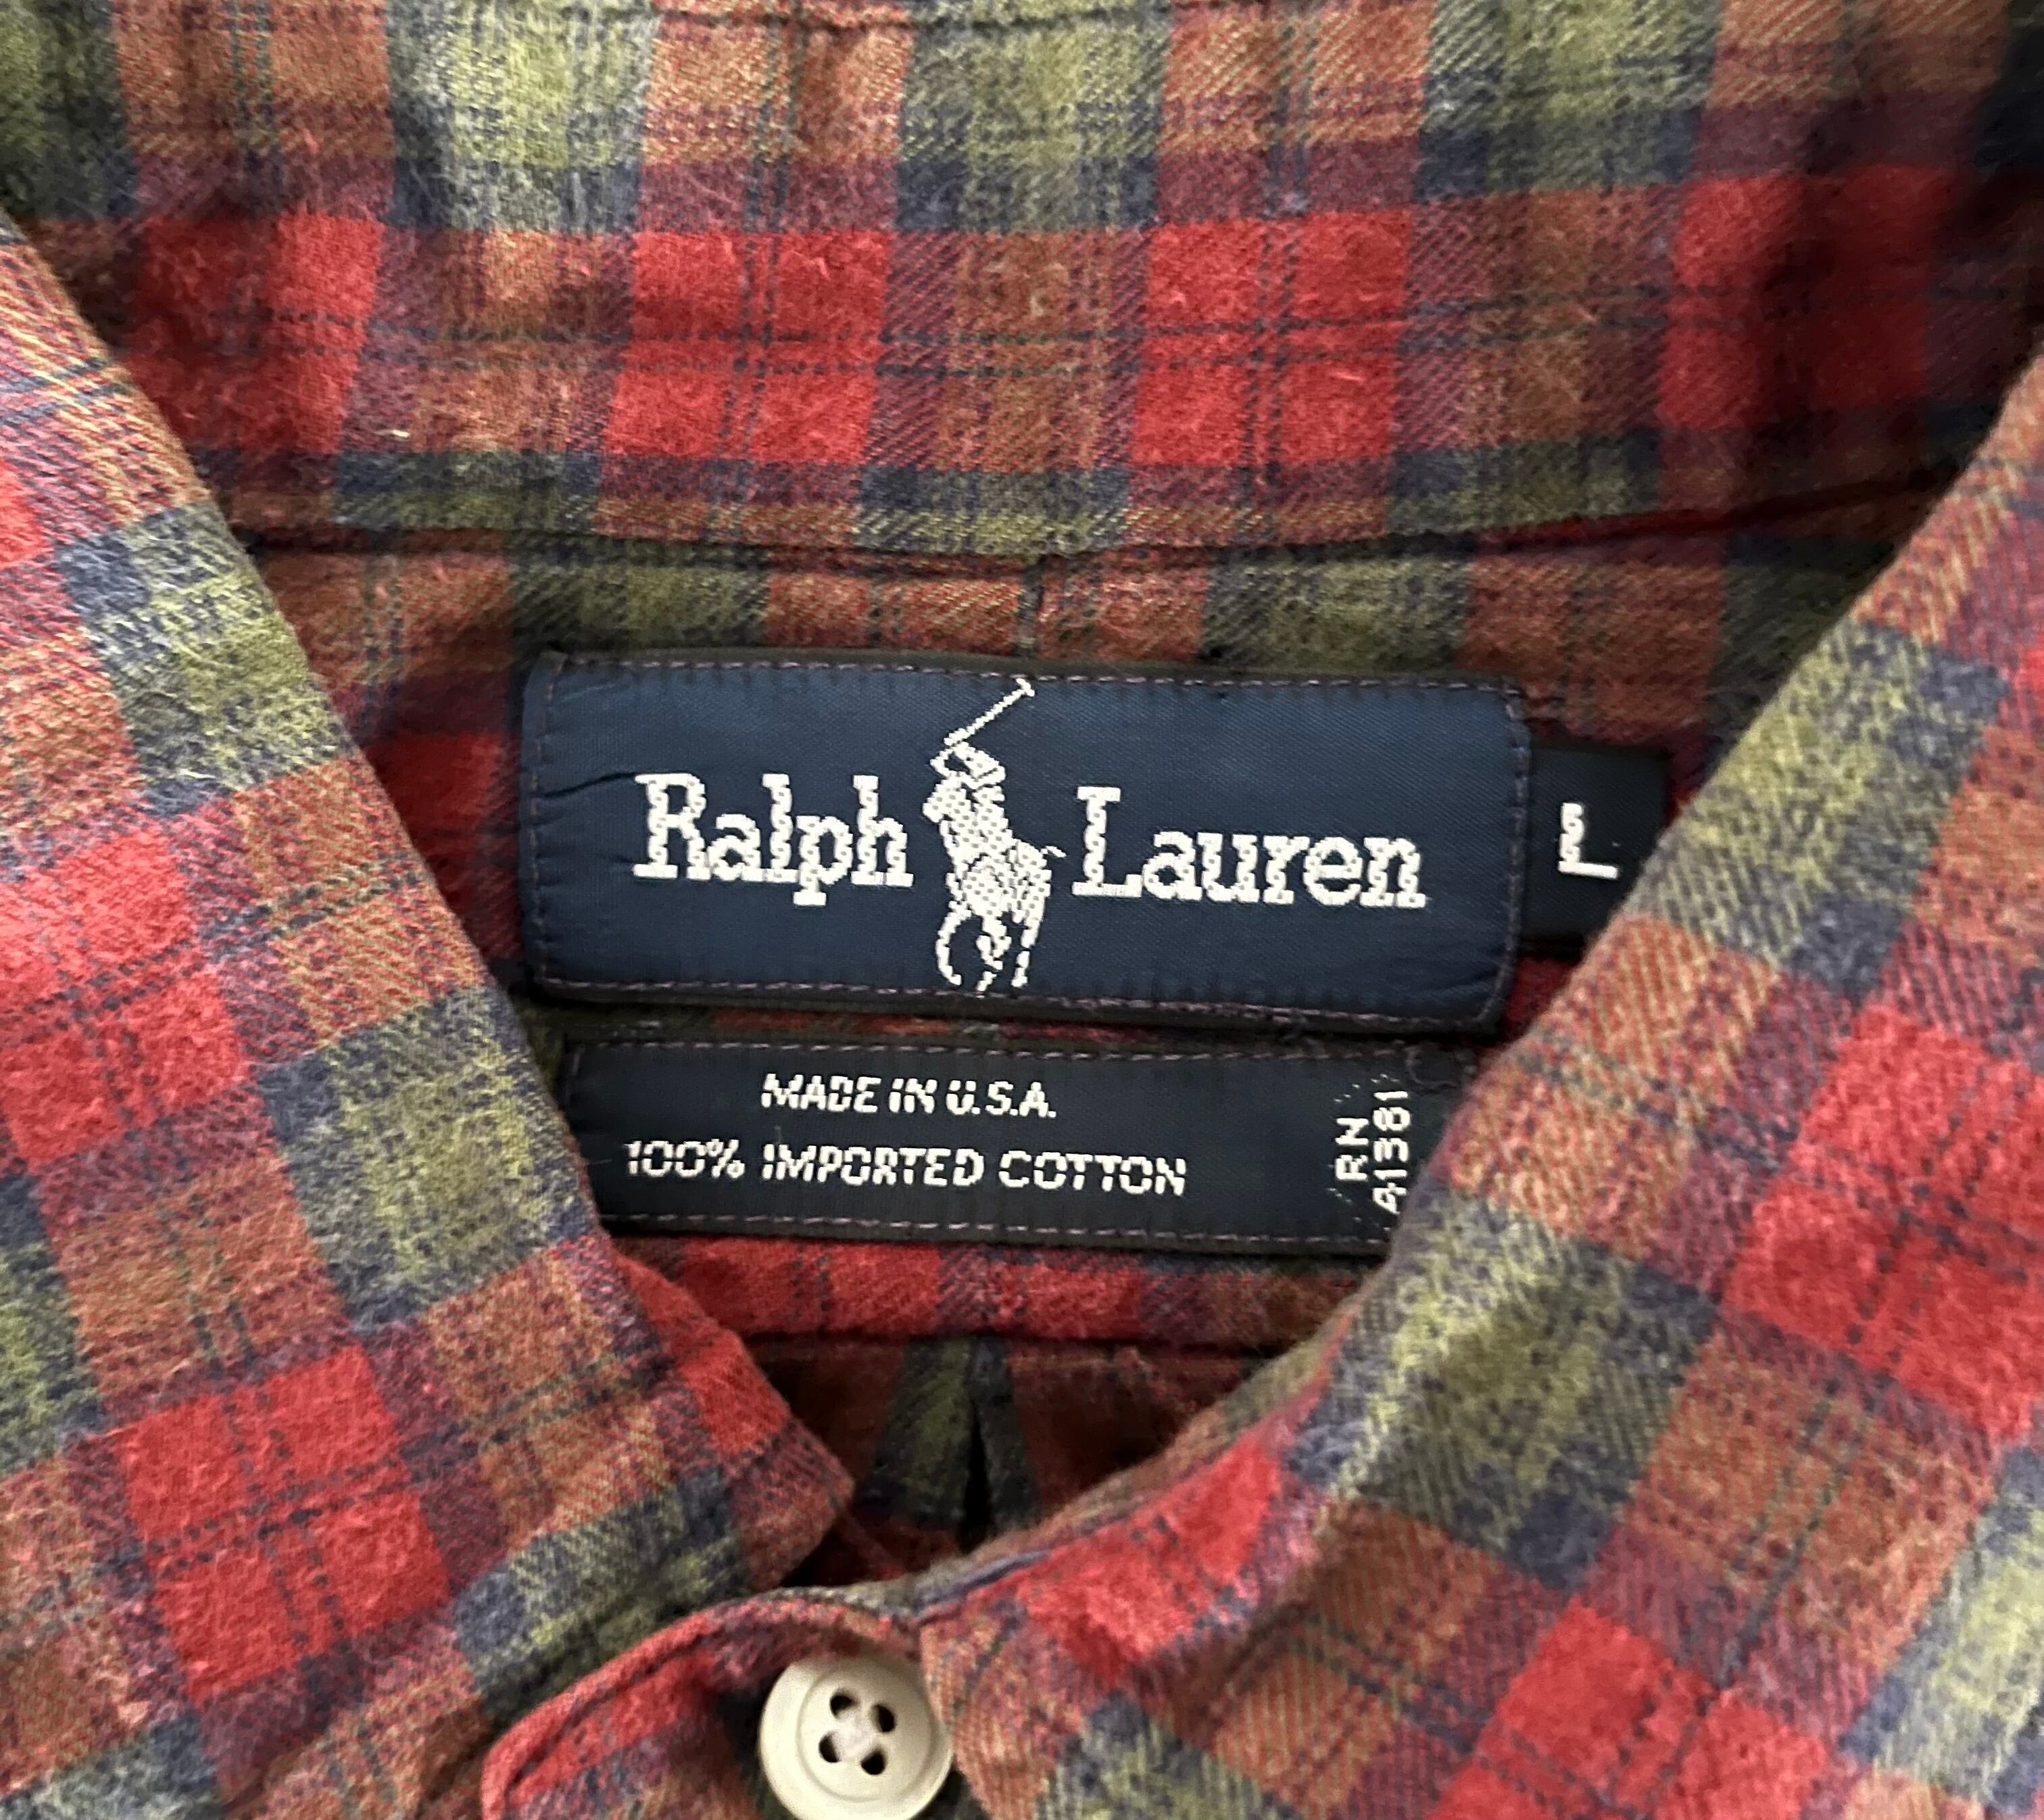 Ralph Lauren
L
MADE IN U.S.A.
100% IMPORTED COTTON
RN
41381